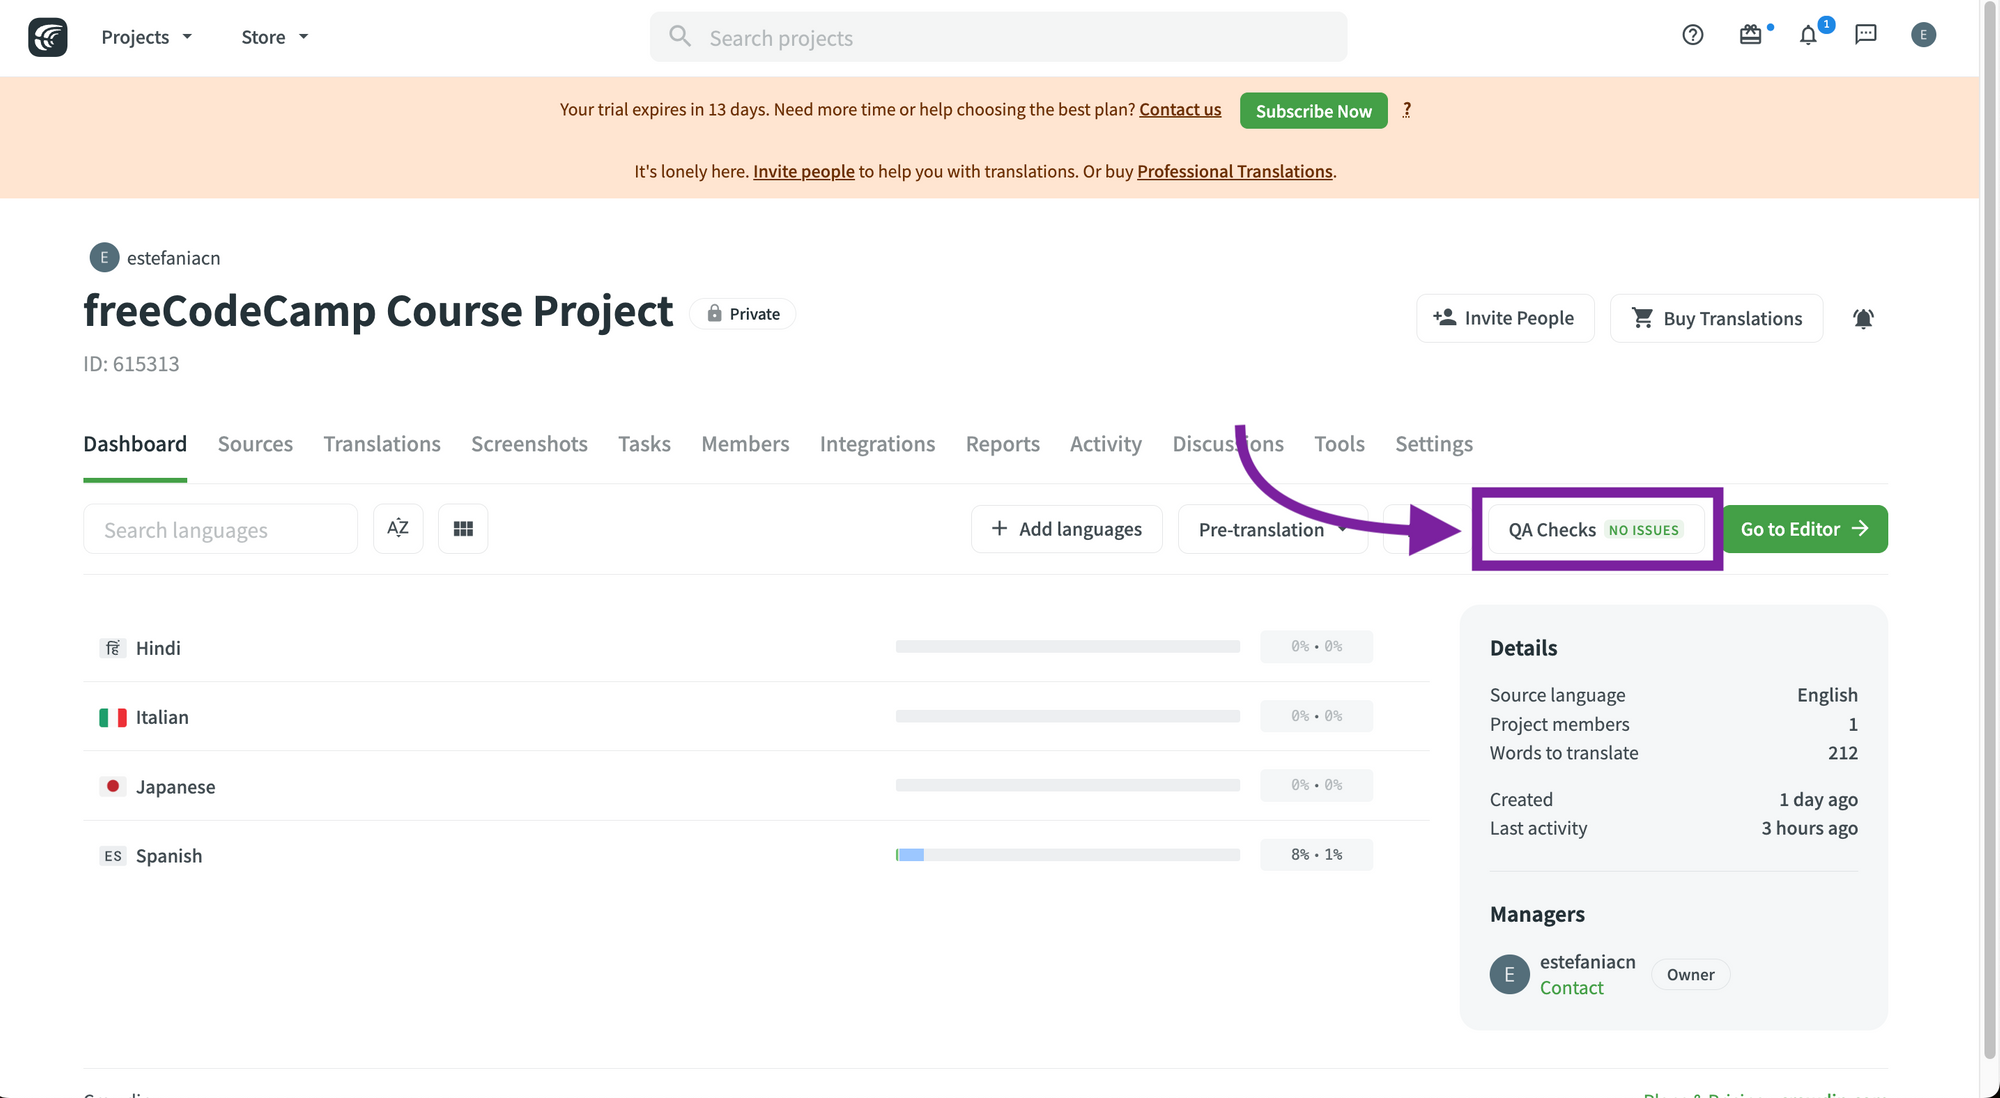 Projects
Store
Search projects
1
E
Your trial expires in 13 days. Need more time or help choosing the best plan? Contact us
Subscribe Now
?
It's lonely here. Invite people to help you with translations. Or buy Professional Translations.
E estefaniacn
freeCodeCamp Course Project
Private
Invite People
Buy Translations
ID: 615313
Dashboard
Sources
Translations
Screenshots
Tasks
Members
Integrations
Reports
Activity
Discussions
Tools
Settings
Search languages
AZ
+ Add languages
Pre-translation
QA Checks NO ISSUES
Go to Editor →
हिं Hindi
0% • 0%
Italian
0% • 0%
Japanese
0% • 0%
ES Spanish
8% • 1%
Details
Source language English
Project members 1
Words to translate 212
Created 1 day ago
Last activity 3 hours ago
Managers
E
estefaniacn
Contact
Owner